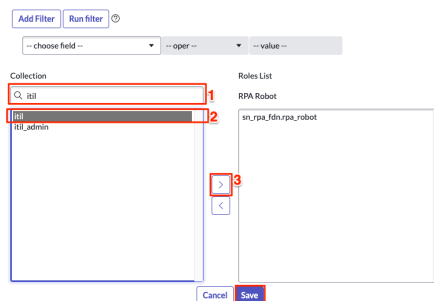 Add Filter Run filter ?
-- choose field -- -- oper -- -- value --
Collection Roles List
itil 1 RPA Robot
itil 2 sn_rpa_fdn.rpa_robot
itil_admin
> 3
<
Cancel Save